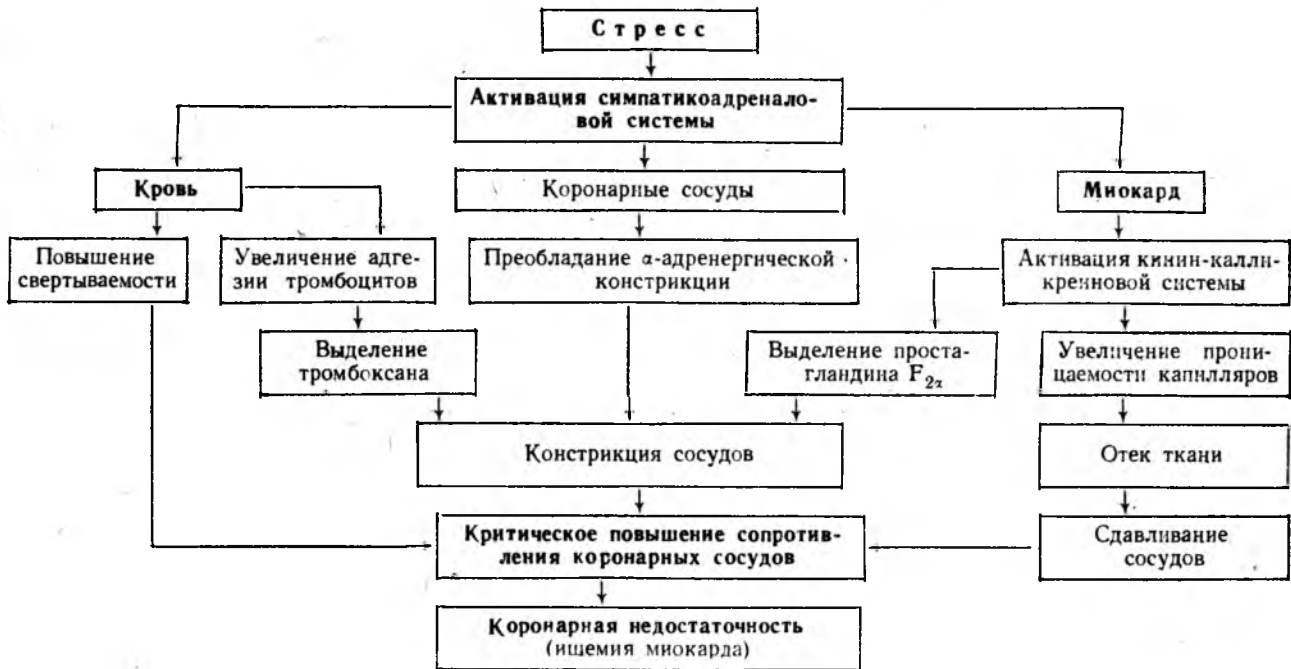 Стресс
Активация симпатикоадренало-
вой системы
Кровь
Коронарные сосуды
Миокард
Повышение
свертываемости
Увеличение адге-
зии тромбоцитов
Преобладание α-адренергической
констрикции
Активация кинин-калли-
креиновой системы
Выделение
тромбоксана
Выделение проста-
гландина F₂α
Увеличение прони-
цаемости капилляров
Констрикция сосудов
Отек ткани
Критическое повышение сопротив-
ления коронарных сосудов
Сдавливание
сосудов
Коронарная недостаточность
(ишемия миокарда)